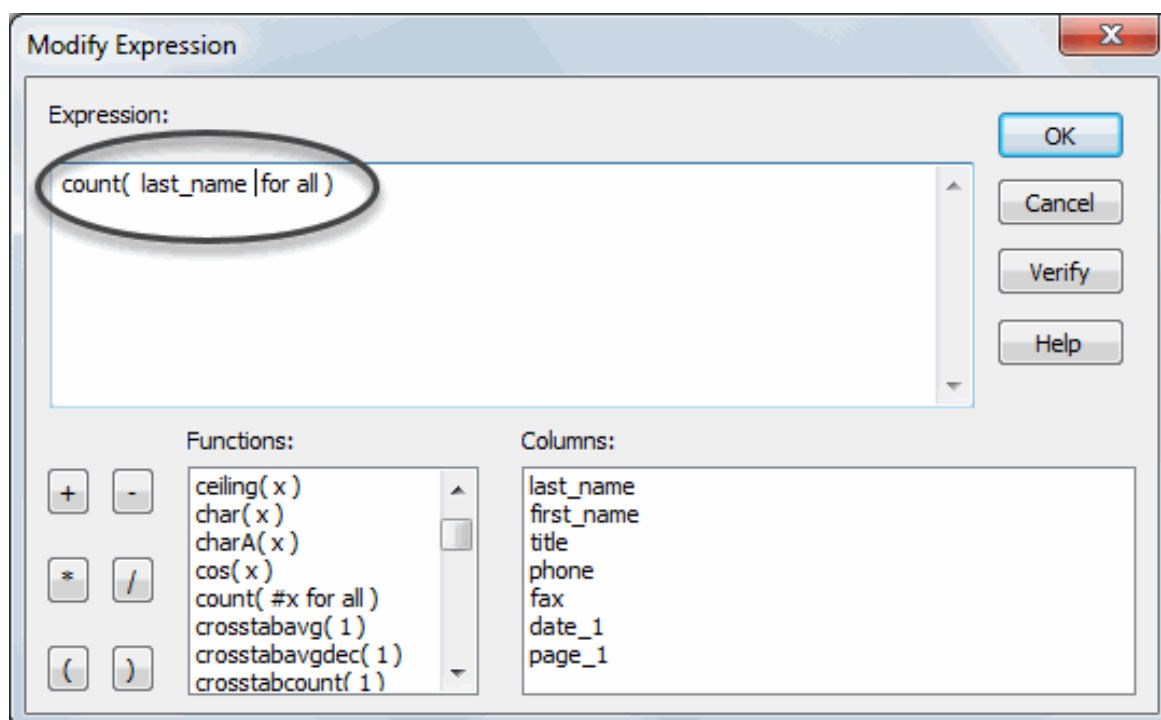 Modify Expression
Expression:
count( last_name for all )
OK
Cancel
Verify
Help
Functions:
Columns:
+ -
* /
( )
ceiling( x )
char( x )
charA( x )
cos( x )
count( #x for all )
crosstabavg( 1 )
crosstabavgdec( 1 )
crosstabcount( 1 )
last_name
first_name
title
phone
fax
date_1
page_1